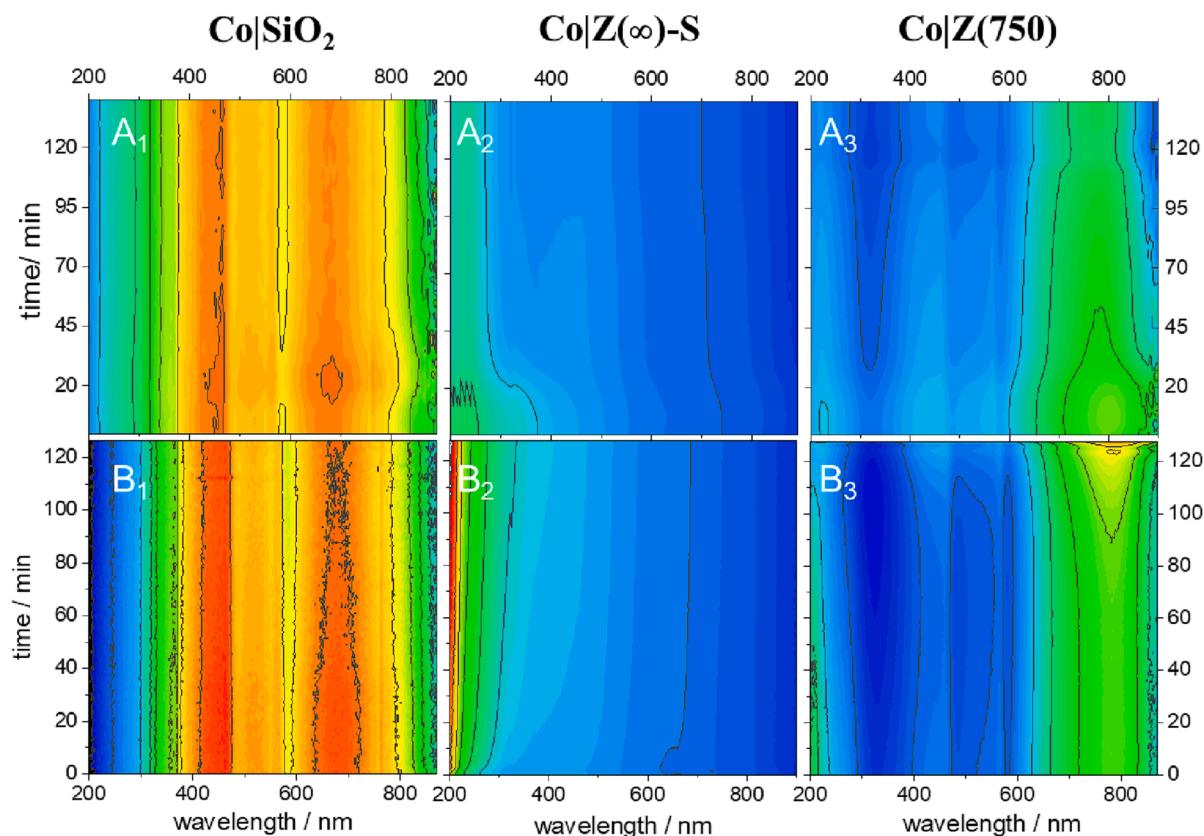 Co|SiO₂ Co|Z(∞)-S Co|Z(750)
200 400 600 800 200 400 600 800 200 400 600 800
A₁ A₂ A₃
120 120
95 95
70 70
45 45
20 20
time/ min
B₁ B₂ B₃
120 120
100 100
80 80
60 60
40 40
20 20
0 0
time / min
200 400 600 800 200 400 600 800 200 400 600 800
wavelength / nm wavelength / nm wavelength / nm